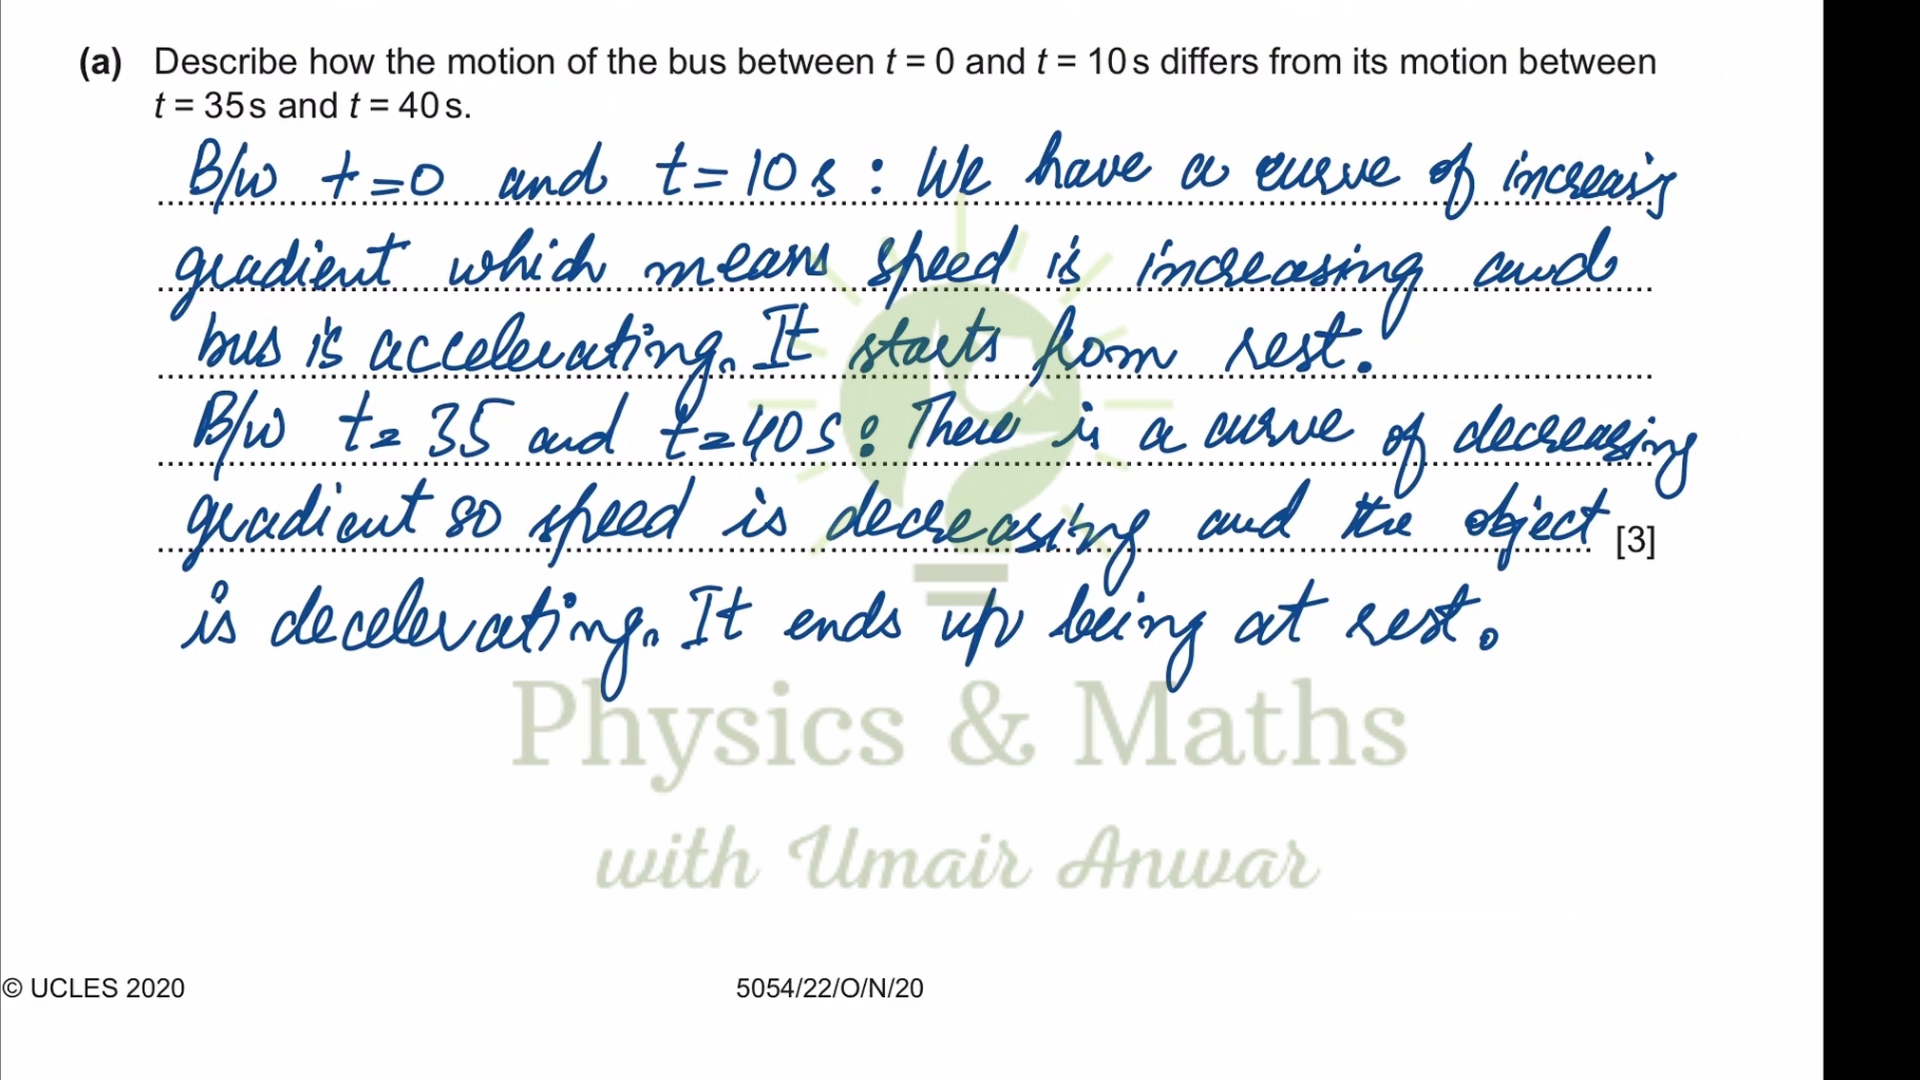 (a) Describe how the motion of the bus between t = 0 and t = 10 s differs from its motion between
t = 35 s and t = 40 s.
B/w t=0 and t=10s : We have a curve of increasing
gradient which means speed is increasing and
bus is accelerating. It starts from rest.
B/w t= 35 and t=40s: There is a curve of decreasing
gradient so speed is decreasing and the object [3]
is decelerating. It ends up being at rest.
Physics & Maths
with Umair Anwar
© UCLES 2020 5054/22/O/N/20